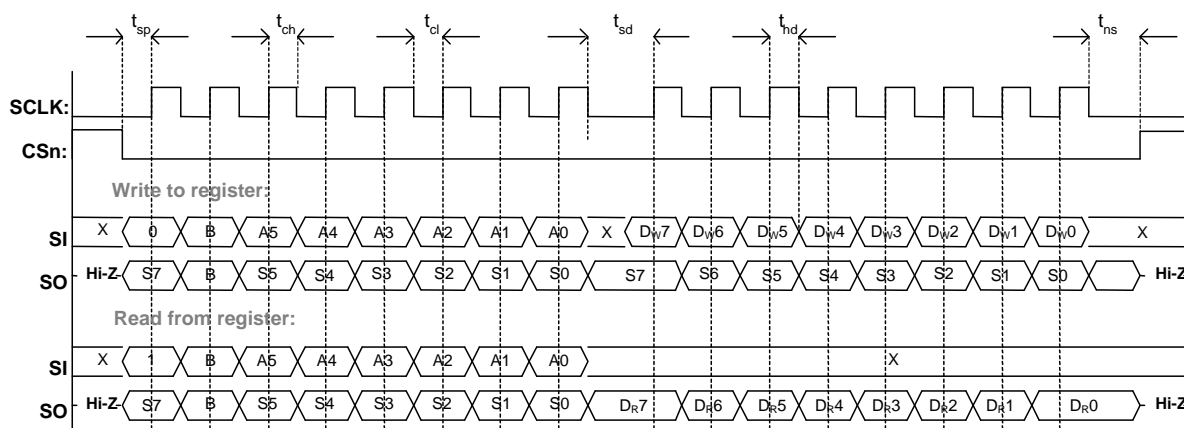 tsp tch tcl tsd thd tns
SCLK:
CSn:
Write to register:
SI X 0 B A5 A4 A3 A2 A1 A0 X DW7 DW6 DW5 DW4 DW3 DW2 DW1 DW0 X
SO Hi-Z S7 B S5 S4 S3 S2 S1 S0 S7 S6 S5 S4 S3 S2 S1 S0 Hi-Z
Read from register:
SI X 1 B A5 A4 A3 A2 A1 A0 X
SO Hi-Z S7 B S5 S4 S3 S2 S1 S0 DR7 DR6 DR5 DR4 DR3 DR2 DR1 DR0 Hi-Z